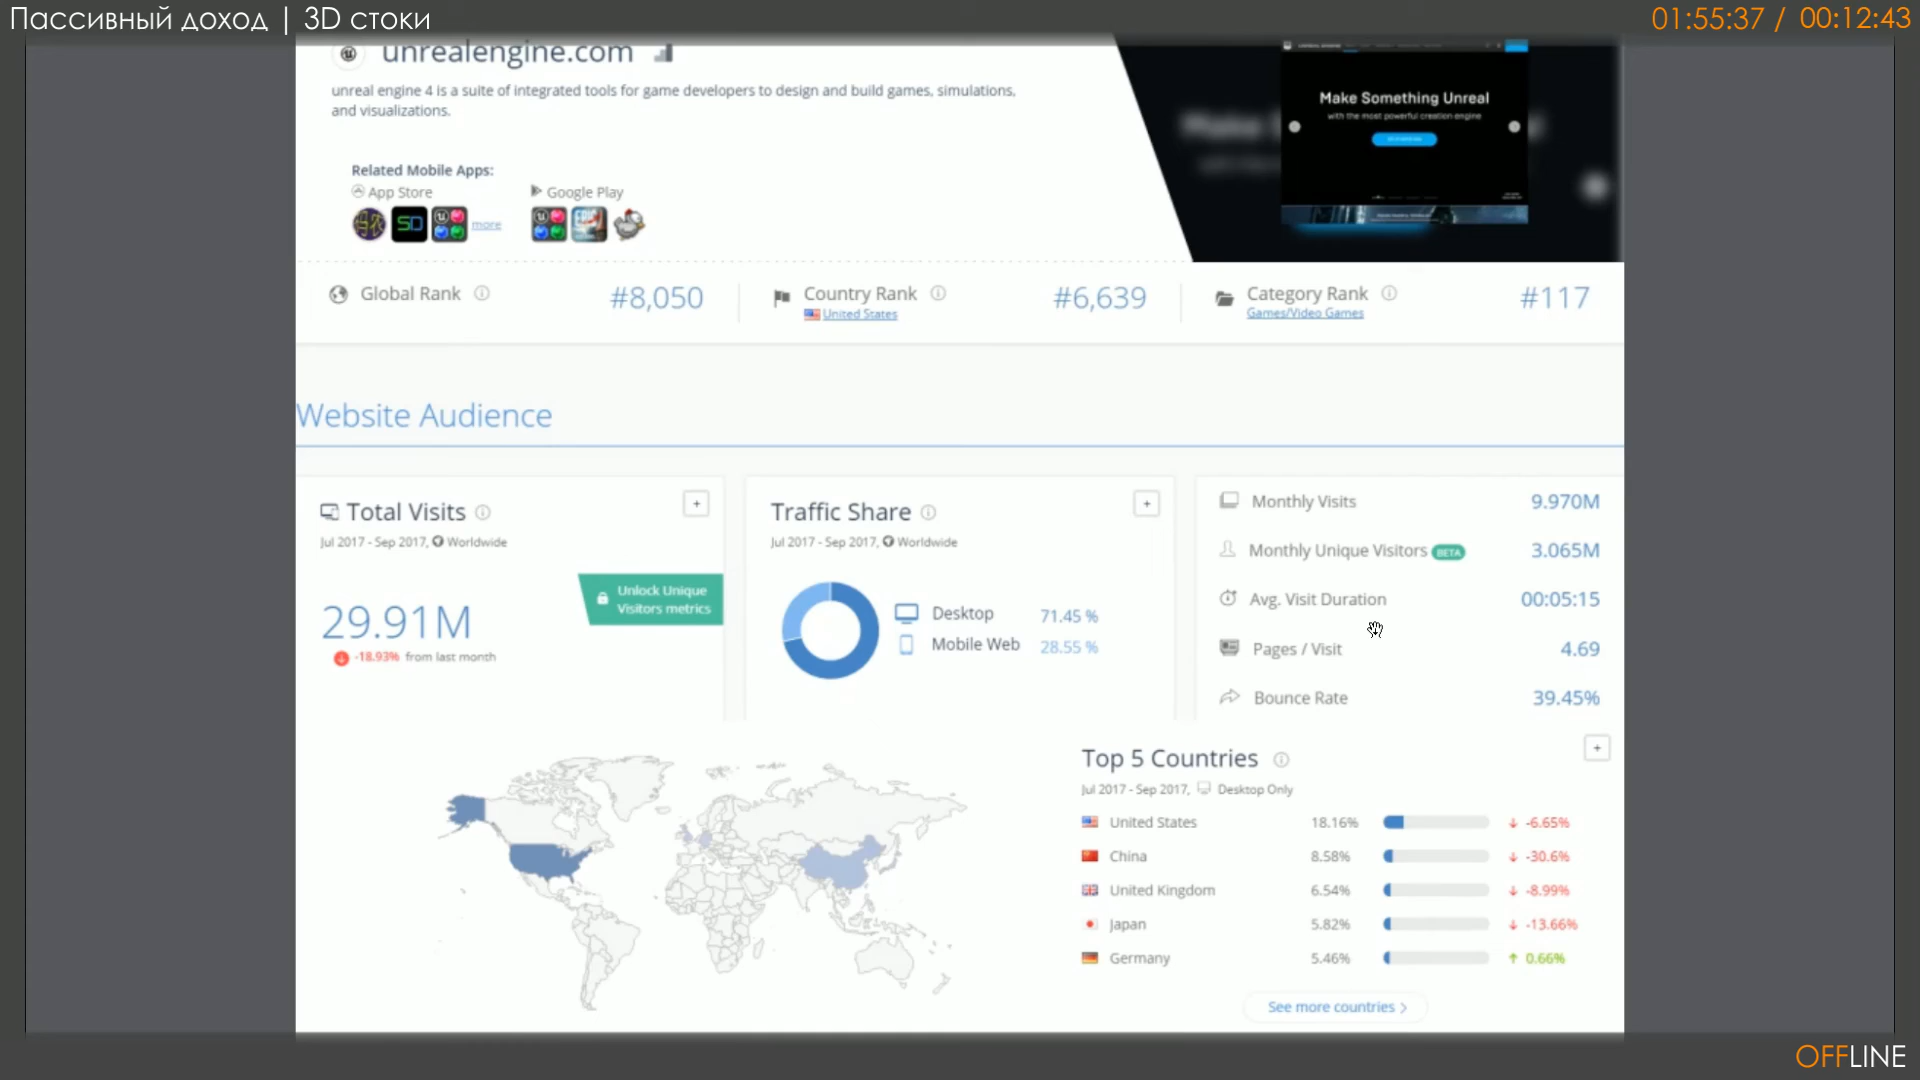 Пассивный доход | 3D стоки
01:55:37 / 00:12:43
unrealengine.com
unreal engine 4 is a suite of integrated tools for game developers to design and build games, simulations,
and visualizations.
Make Something Unreal
with the most powerful creation engine
Related Mobile Apps:
App Store
Google Play
SD
more
EPIC
Global Rank
#8,050
Country Rank
United States
#6,639
Category Rank
Games/Video Games
#117
Website Audience
Total Visits
Jul 2017 - Sep 2017, Worldwide
Unlock Unique
Visitors metrics
29.91M
-18.93% from last month
Traffic Share
Jul 2017 - Sep 2017, Worldwide
Desktop 71.45 %
Mobile Web 28.55 %
Monthly Visits 9.970M
Monthly Unique Visitors BETA 3.065M
Avg. Visit Duration 00:05:15
Pages / Visit 4.69
Bounce Rate 39.45%
Top 5 Countries
Jul 2017 - Sep 2017, Desktop Only
United States 18.16% -6.65%
China 8.58% -30.6%
United Kingdom 6.54% -8.99%
Japan 5.82% -13.66%
Germany 5.46% 0.66%
See more countries >
OFFLINE